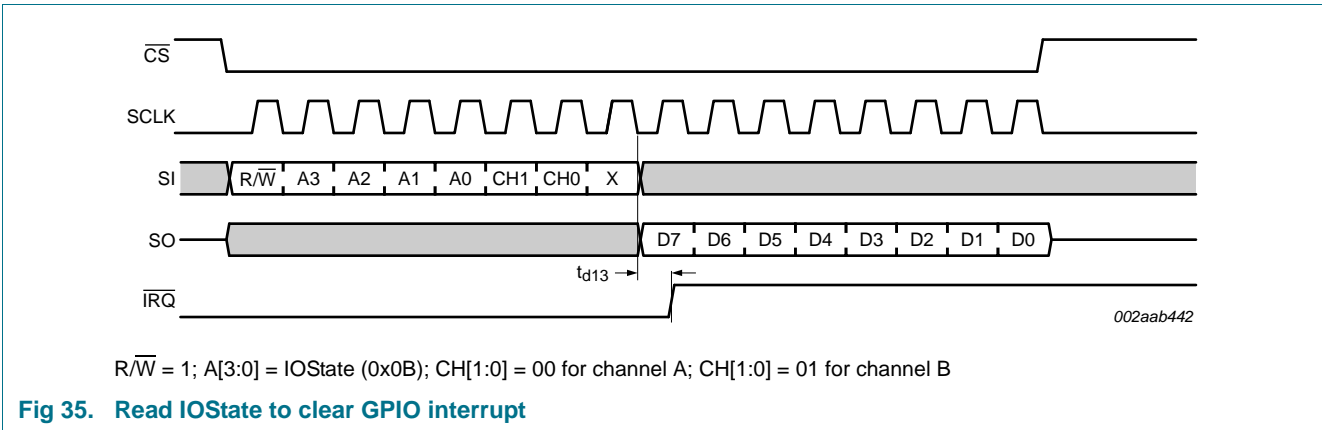 CS
SCLK
SI R/W A3 A2 A1 A0 CH1 CH0 X
SO D7 D6 D5 D4 D3 D2 D1 D0
td13
IRQ
002aab442
R/W = 1; A[3:0] = IOState (0x0B); CH[1:0] = 00 for channel A; CH[1:0] = 01 for channel B
Fig 35. Read IOState to clear GPIO interrupt